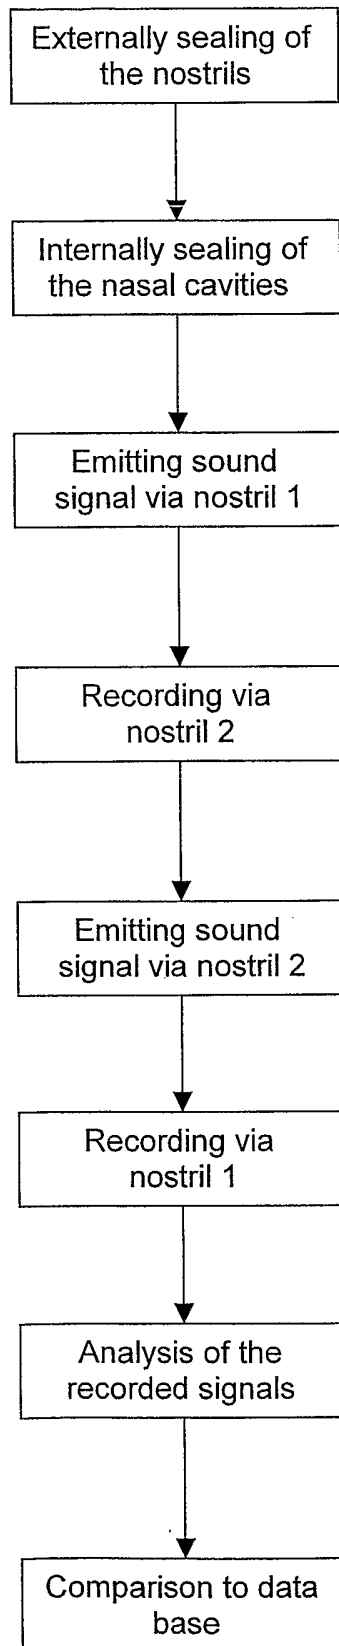 Externally sealing of
the nostrils
Internally sealing of
the nasal cavities
Emitting sound
signal via nostril 1
Recording via
nostril 2
Emitting sound
signal via nostril 2
Recording via
nostril 1
Analysis of the
recorded signals
Comparison to data
base